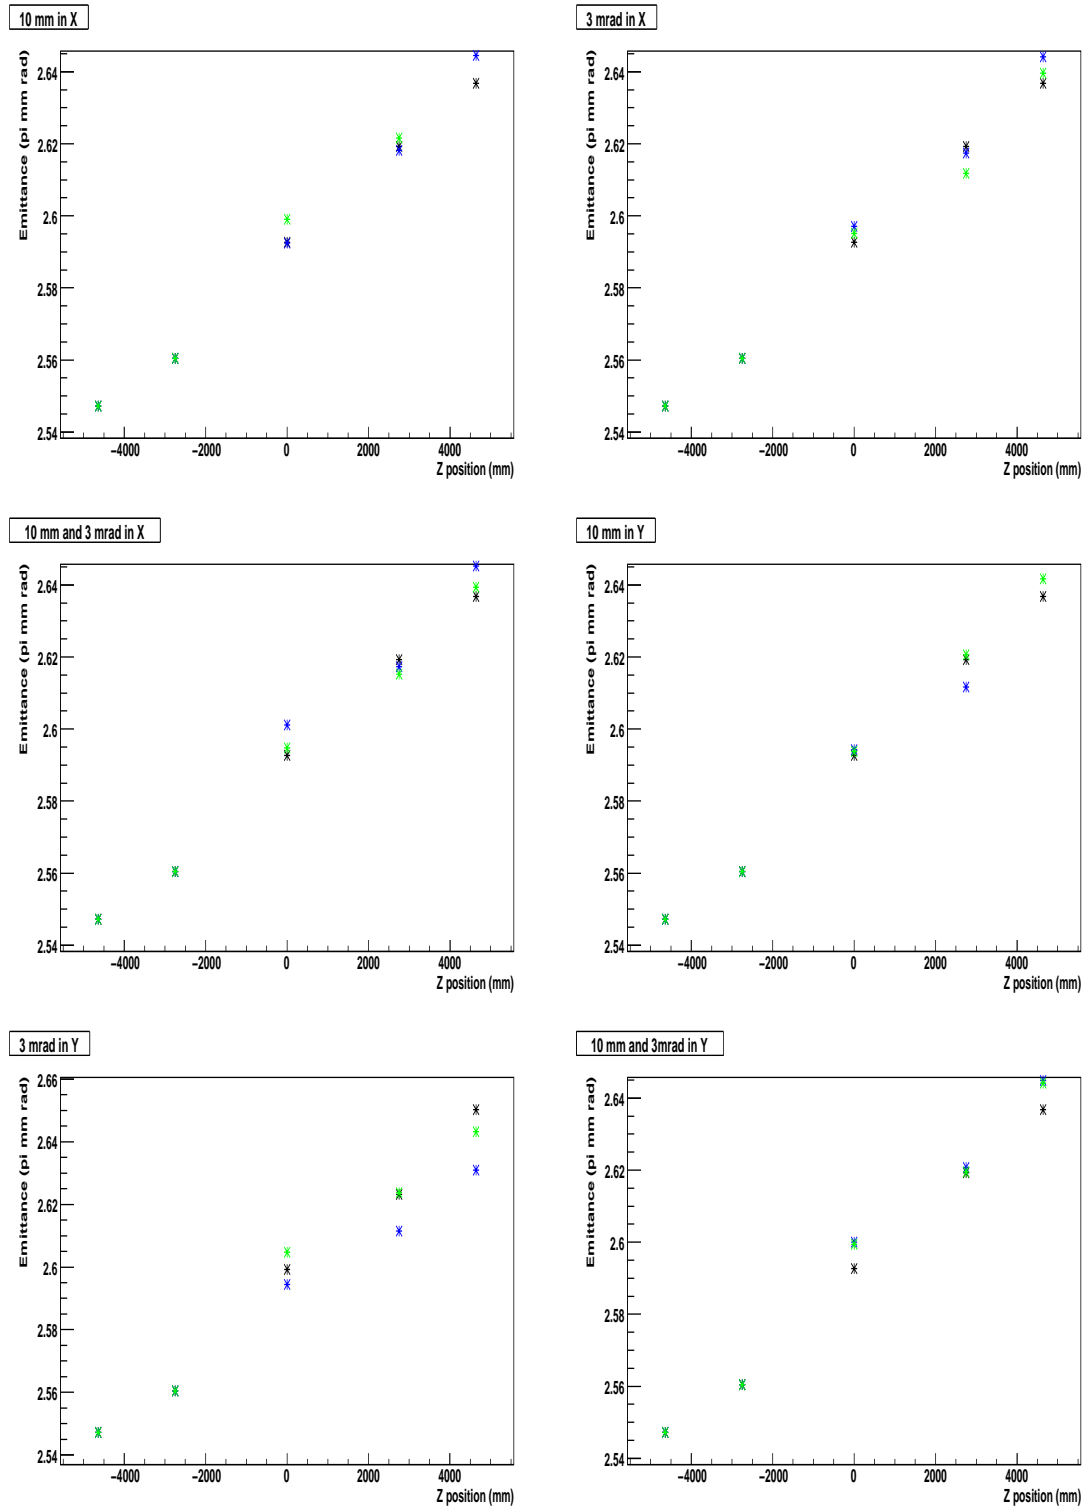 10 mm in X
Emittance (pi mm rad)
2.64
2.62
2.6
2.58
2.56
2.54
−4000 −2000 0 2000 4000
Z position (mm)
3 mrad in X
Emittance (pi mm rad)
2.64
2.62
2.6
2.58
2.56
2.54
−4000 −2000 0 2000 4000
Z position (mm)
10 mm and 3 mrad in X
Emittance (pi mm rad)
2.64
2.62
2.6
2.58
2.56
2.54
−4000 −2000 0 2000 4000
Z position (mm)
10 mm in Y
Emittance (pi mm rad)
2.64
2.62
2.6
2.58
2.56
2.54
−4000 −2000 0 2000 4000
Z position (mm)
3 mrad in Y
Emittance (pi mm rad)
2.66
2.64
2.62
2.6
2.58
2.56
2.54
−4000 −2000 0 2000 4000
Z position (mm)
10 mm and 3mrad in Y
Emittance (pi mm rad)
2.64
2.62
2.6
2.58
2.56
2.54
−4000 −2000 0 2000 4000
Z position (mm)